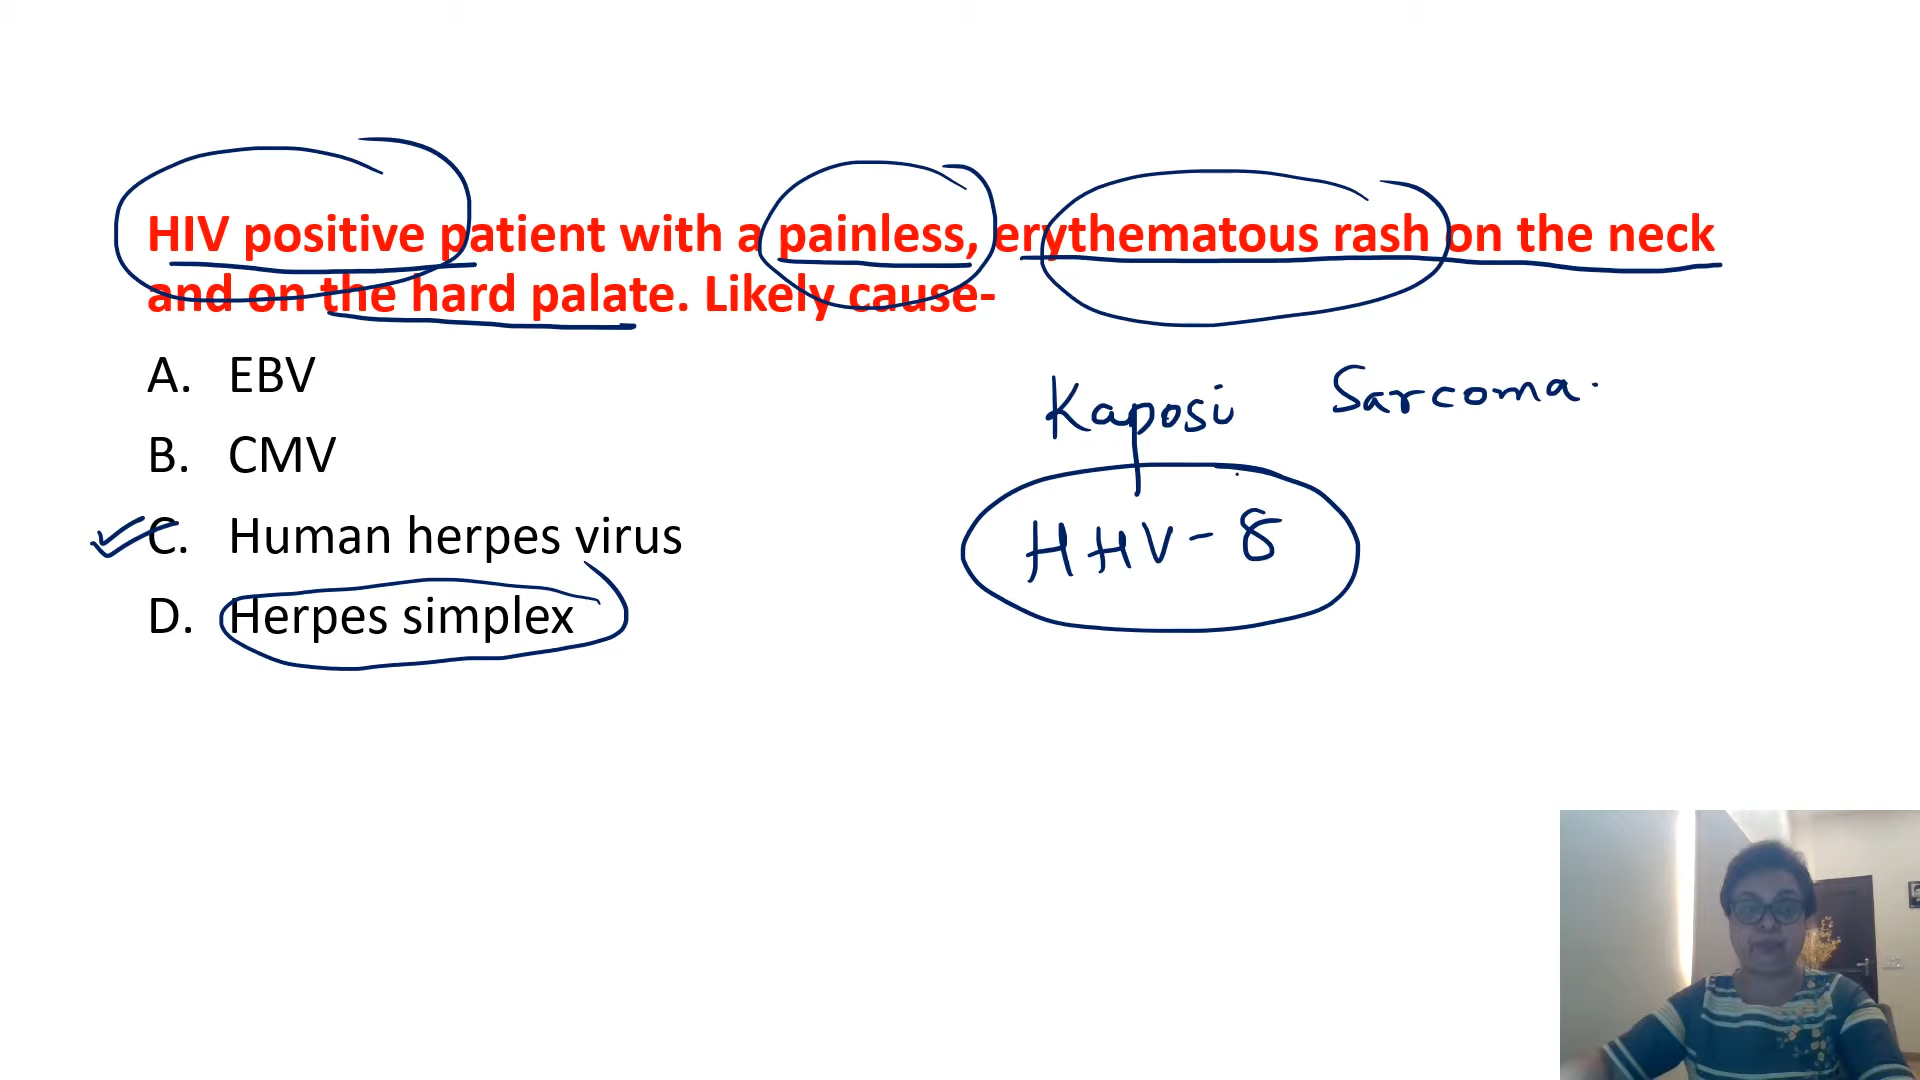 HIV positive patient with a painless, erythematous rash on the neck
and on the hard palate. Likely cause-
A. EBV
B. CMV
C. Human herpes virus
D. Herpes simplex
Kaposi Sarcoma.
HHV-8